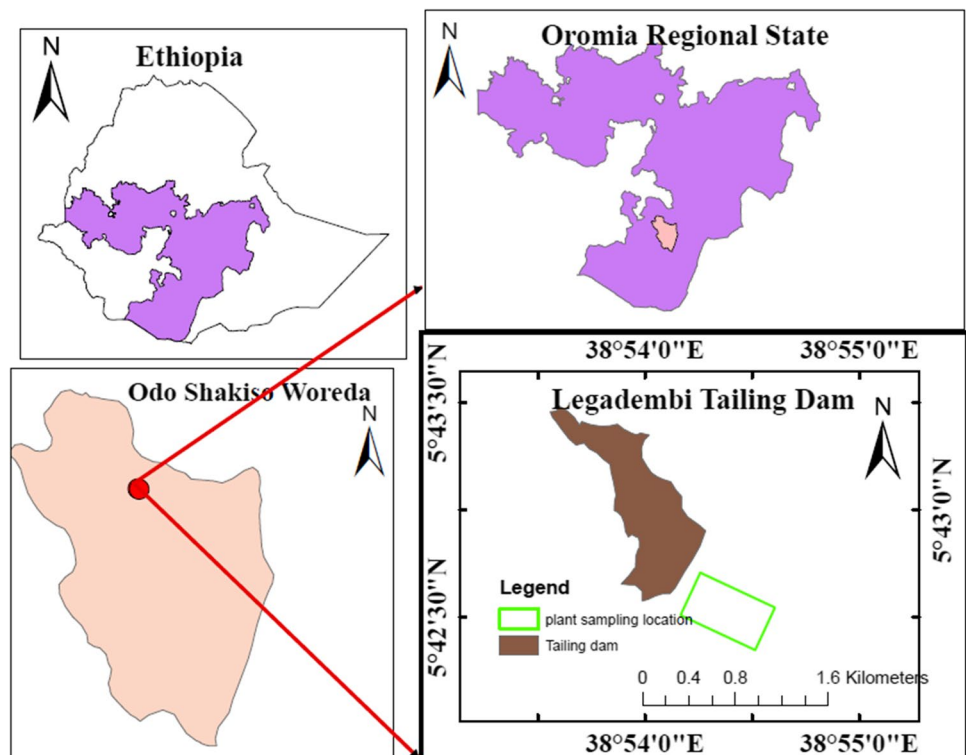 N
Ethiopia
N
Oromia Regional State
Odo Shakiso Woreda
N
38°54'0"E 38°55'0"E
Legadembi Tailing Dam
N
5°43'30"N
5°43'0"N
5°42'30"N
Legend
plant sampling location
Tailing dam
0 0.4 0.8 1.6 Kilometers
38°54'0"E 38°55'0"E